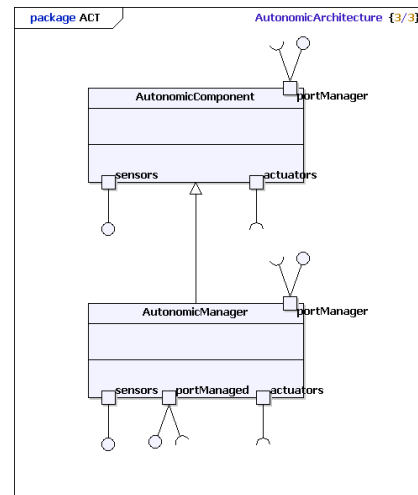 package ACT
AutonomicArchitecture {3/3}
portManager
AutonomicComponent
sensors
actuators
portManager
AutonomicManager
sensors
portManaged
actuators